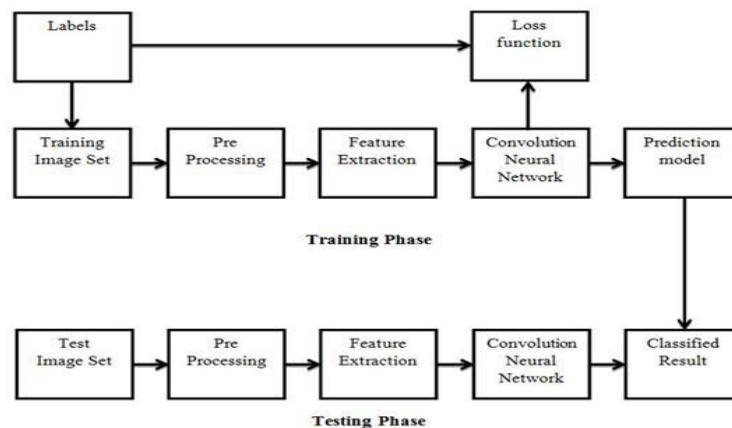 Labels
Loss
function
Training
Image Set
Pre
Processing
Feature
Extraction
Convolution
Neural
Network
Prediction
model
Training Phase
Test
Image Set
Pre
Processing
Feature
Extraction
Convolution
Neural
Network
Classified
Result
Testing Phase